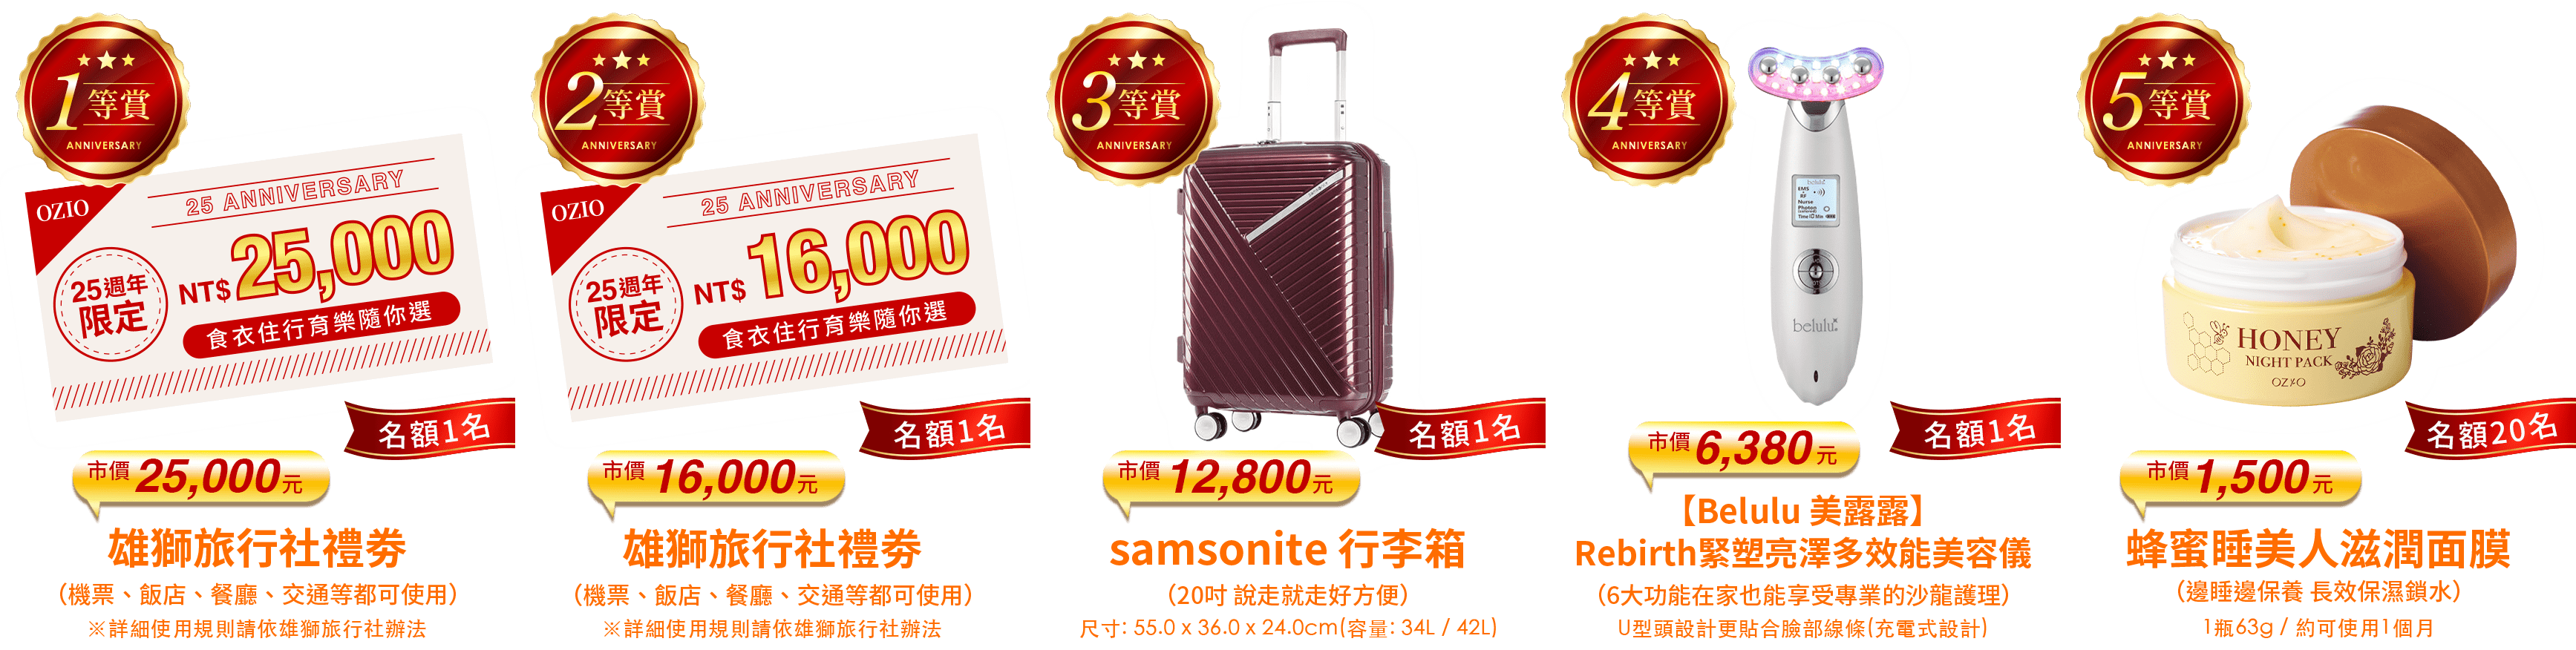 1等賞
ANNIVERSARY
OZIO
25 ANNIVERSARY
25週年
限定
NT$25,000
食衣住行育樂隨你選
名額1名
市價 25,000元
雄獅旅行社禮券
(機票、飯店、餐廳、交通等都可使用)
※詳細使用規則請依雄獅旅行社辦法
2等賞
ANNIVERSARY
OZIO
25 ANNIVERSARY
25週年
限定
NT$16,000
食衣住行育樂隨你選
名額1名
市價 16,000元
雄獅旅行社禮券
(機票、飯店、餐廳、交通等都可使用)
※詳細使用規則請依雄獅旅行社辦法
3等賞
ANNIVERSARY
名額1名
市價 12,800元
samsonite 行李箱
(20吋 說走就走好方便)
尺寸: 55.0 x 36.0 x 24.0cm(容量: 34L / 42L)
4等賞
ANNIVERSARY
belulu
EMS
RF
Nurse
Photon
belulu
名額1名
市價 6,380元
【Belulu 美露露】
Rebirth緊塑亮澤多效能美容儀
(6大功能在家也能享受專業的沙龍護理)
U型頭設計更貼合臉部線條(充電式設計)
5等賞
ANNIVERSARY
HONEY
NIGHT PACK
OZIO
名額20名
市價 1,500元
蜂蜜睡美人滋潤面膜
(邊睡邊保養 長效保濕鎖水)
1瓶63g / 約可使用1個月